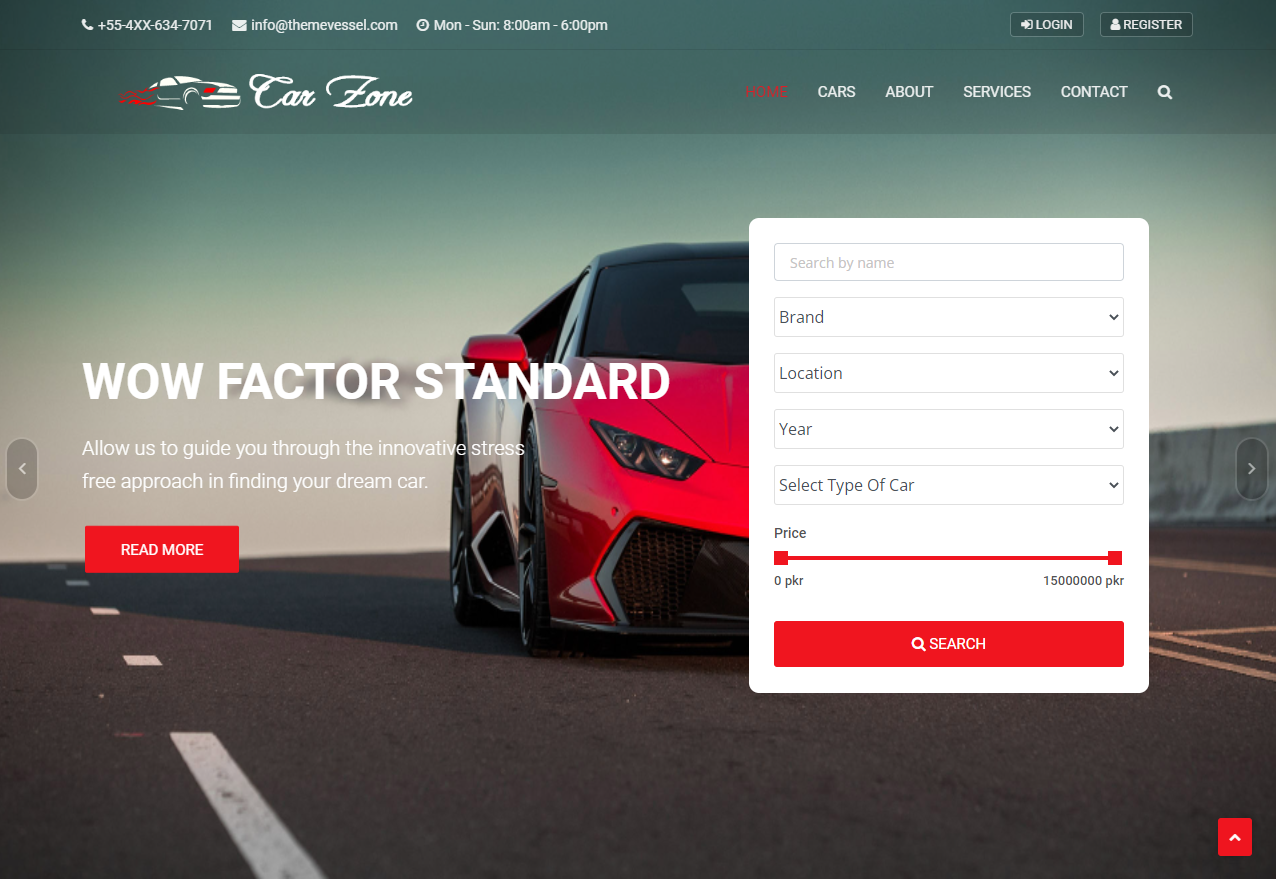 +55-4XX-634-7071 info@themevessel.com Mon - Sun: 8:00am - 6:00pm LOGIN REGISTER
Car Zone HOME CARS ABOUT SERVICES CONTACT
Search by name
Brand
Location
Year
Select Type Of Car
Price
0 pkr 15000000 pkr
SEARCH
WOW FACTOR STANDARD
Allow us to guide you through the innovative stress
free approach in finding your dream car.
READ MORE